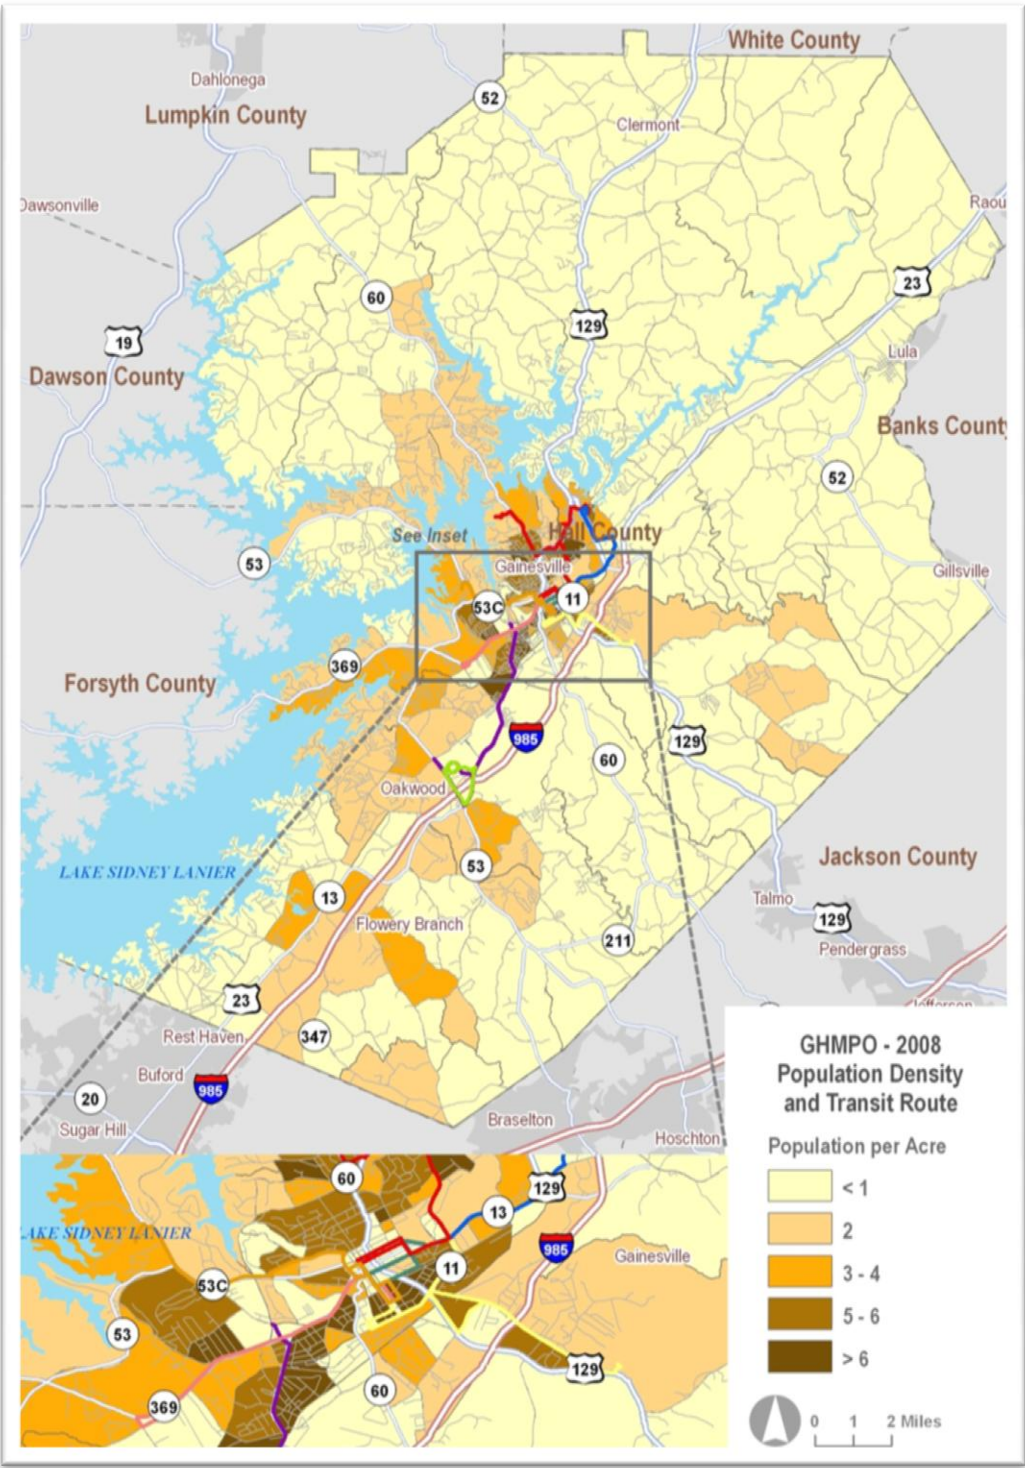 White County
Dahlonega
52
Lumpkin County
Clermont
Dawsonville
Raou
60
23
129
19
Lula
Dawson County
Banks County
52
See Inset
Hall County
53
Gainesville
Gillsville
53C
11
369
Forsyth County
985
129
60
Oakwood
Jackson County
53
LAKE SIDNEY LANIER
13
Talmo
129
Flowery Branch
211
Pendergrass
23
Jefferson
Rest Haven
347
Buford
985
20
Braselton
Sugar Hill
Hoschton
GHMPO - 2008
Population Density
and Transit Route
Population per Acre
< 1
2
3 - 4
5 - 6
> 6
0 1 2 Miles
60
129
13
LAKE SIDNEY LANIER
985
Gainesville
11
53C
53
129
60
369